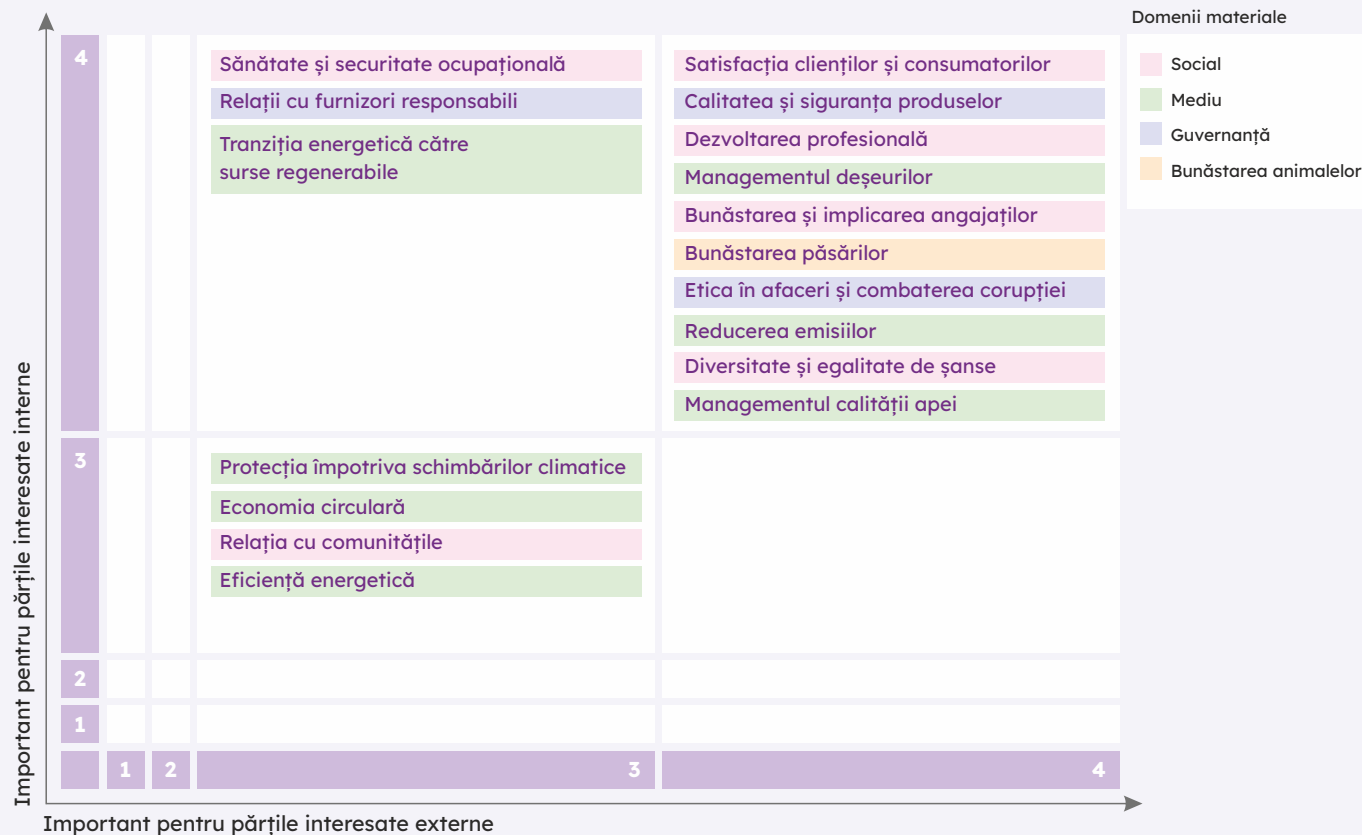 Domenii materiale
Social
Mediu
Guvernanță
Bunăstarea animalelor
Important pentru părțile interesate interne
4
Sănătate și securitate ocupațională
Relații cu furnizori responsabili
Tranziția energetică către
surse regenerabile
Satisfacția clienților și consumatorilor
Calitatea și siguranța produselor
Dezvoltarea profesională
Managementul deșeurilor
Bunăstarea și implicarea angajaților
Bunăstarea păsărilor
Etica în afaceri și combaterea corupției
Reducerea emisiilor
Diversitate și egalitate de șanse
Managementul calității apei
3
Protecția împotriva schimbărilor climatice
Economia circulară
Relația cu comunitățile
Eficiență energetică
2
1
1 2 3 4
Important pentru părțile interesate externe